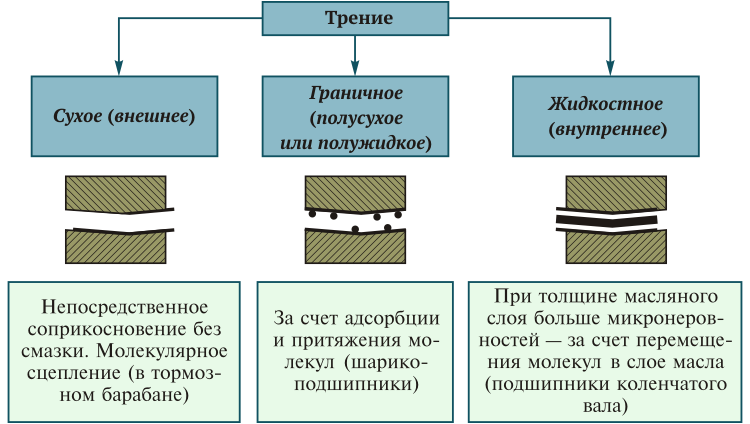 Трение
Сухое (внешнее)
Граничное
(полусухое
или полужидкое)
Жидкостное
(внутреннее)
Непосредственное
соприкосновение без
смазки. Молекулярное
сцепление (в тормоз-
ном барабане)
За счет адсорбции
и притяжения мо-
лекул (шарико-
подшипники)
При толщине масляного
слоя больше микронеров-
ностей — за счет перемеще-
ния молекул в слое масла
(подшипники коленчатого
вала)